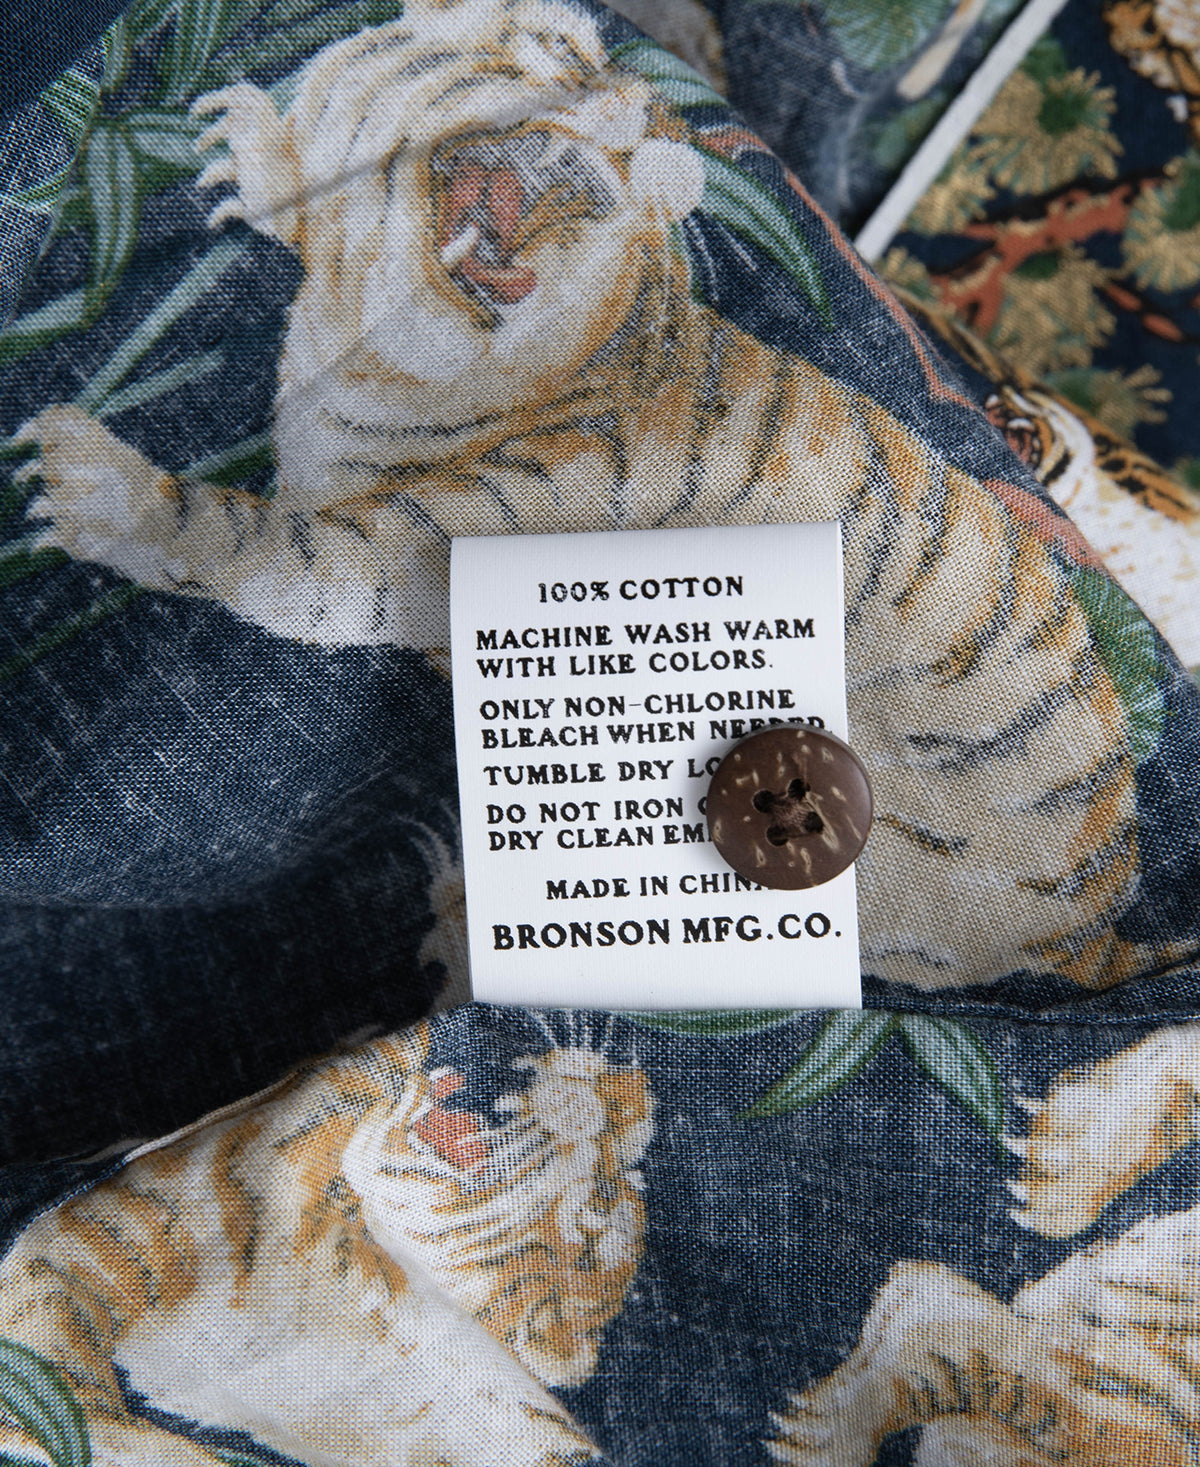 100% COTTON
MACHINE WASH WARM
WITH LIKE COLORS.
ONLY NON-CHLORINE
BLEACH WHEN NEEDED.
TUMBLE DRY
DO NOT IRON
DRY CLEAN
MADE IN CHINA
BRONSON MFG.CO.